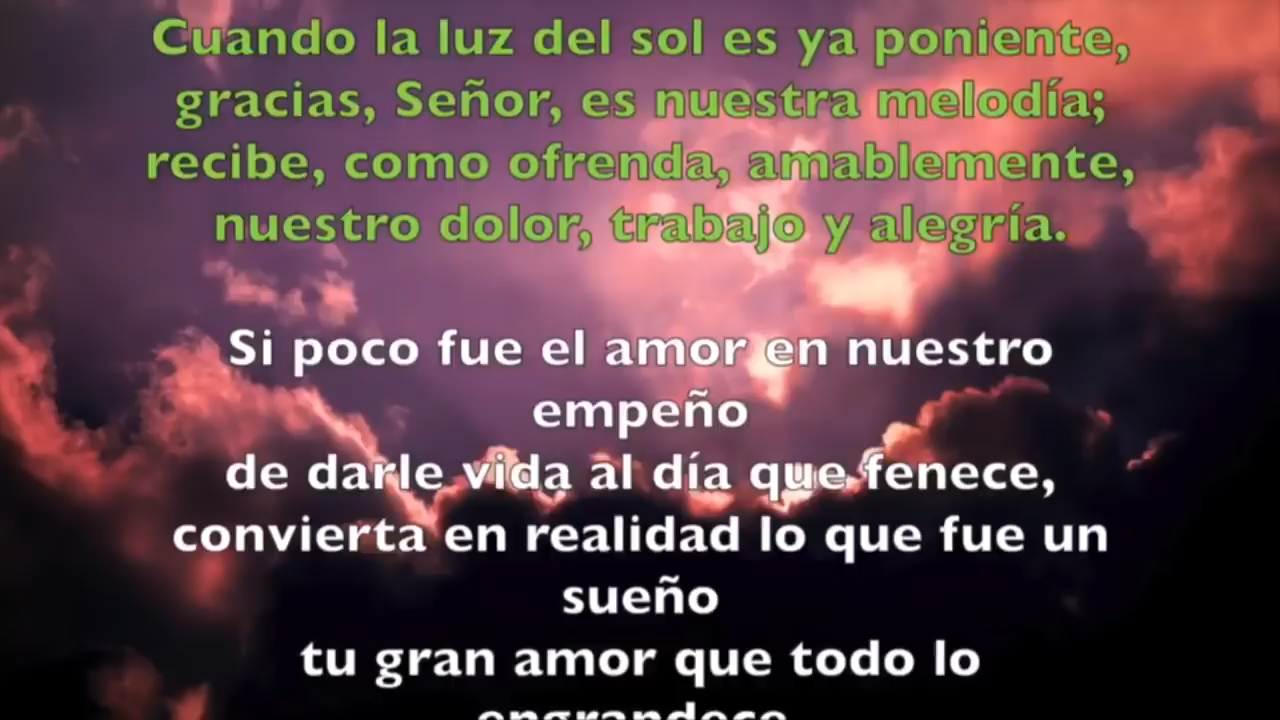 Cuando la luz del sol es ya poniente,
gracias, Señor, es nuestra melodía;
recibe, como ofrenda, amablemente,
nuestro dolor, trabajo y alegría.
Si poco fue el amor en nuestro
empeño
de darle vida al día que fenece,
convierta en realidad lo que fue un
sueño
tu gran amor que todo lo
engrandece.